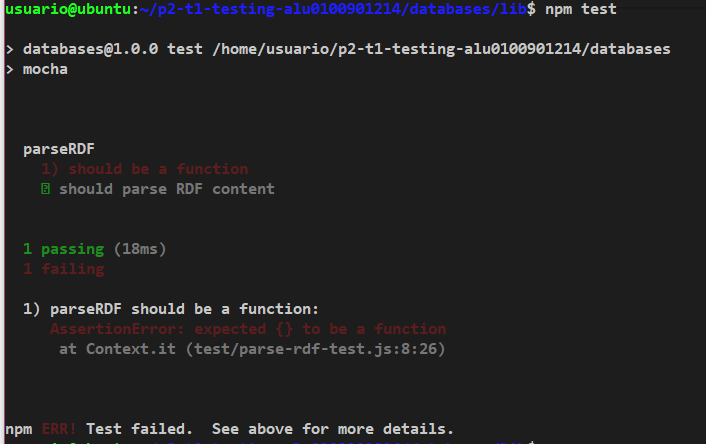 usuario@ubuntu:~/p2-t1-testing-alu0100901214/databases/lib$ npm test
> databases@1.0.0 test /home/usuario/p2-t1-testing-alu0100901214/databases
> mocha
parseRDF
1) should be a function
should parse RDF content
1 passing (18ms)
1 failing
1) parseRDF should be a function:
AssertionError: expected {} to be a function
at Context.it (test/parse-rdf-test.js:8:26)
npm ERR! Test failed.  See above for more details.